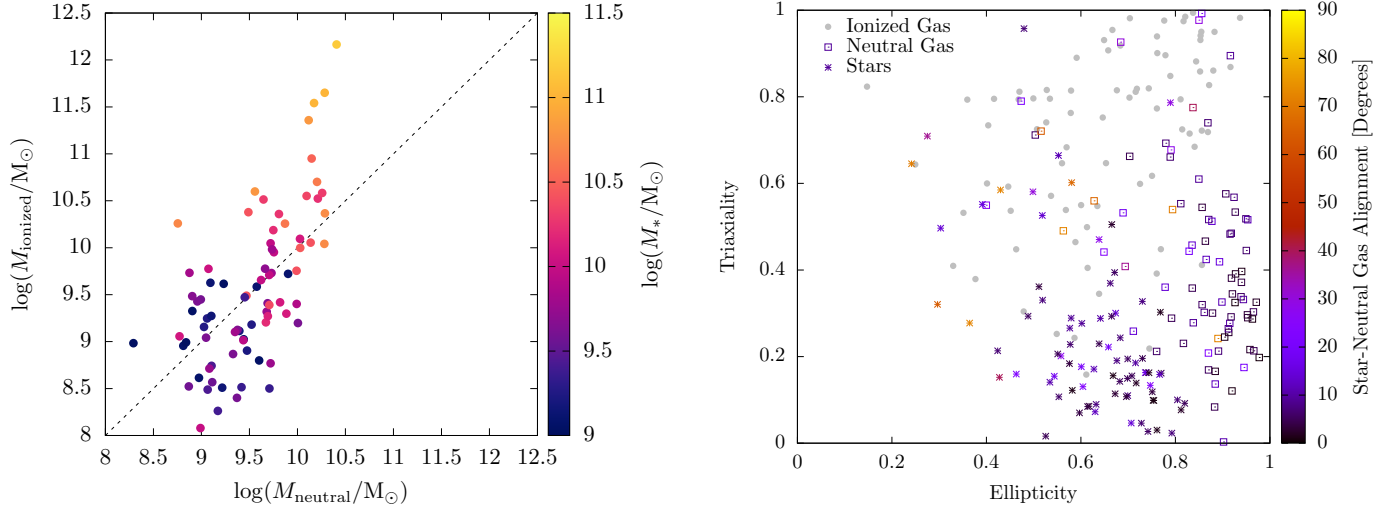 12.5
12
11.5
11
10.5
10
9.5
9
8.5
8
8 8.5 9 9.5 10 10.5 11 11.5 12 12.5
log(M_ionized/M☉)
log(M_neutral/M☉)
11.5
11
10.5
10
9.5
9
log(M_*/M☉)
Ionized Gas
Neutral Gas
Stars
1
0.8
0.6
0.4
0.2
0
0 0.2 0.4 0.6 0.8 1
Triaxiality
Ellipticity
90
80
70
60
50
40
30
20
10
0
Star-Neutral Gas Alignment [Degrees]